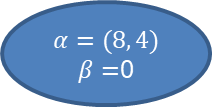 α = (8,4)
β =0